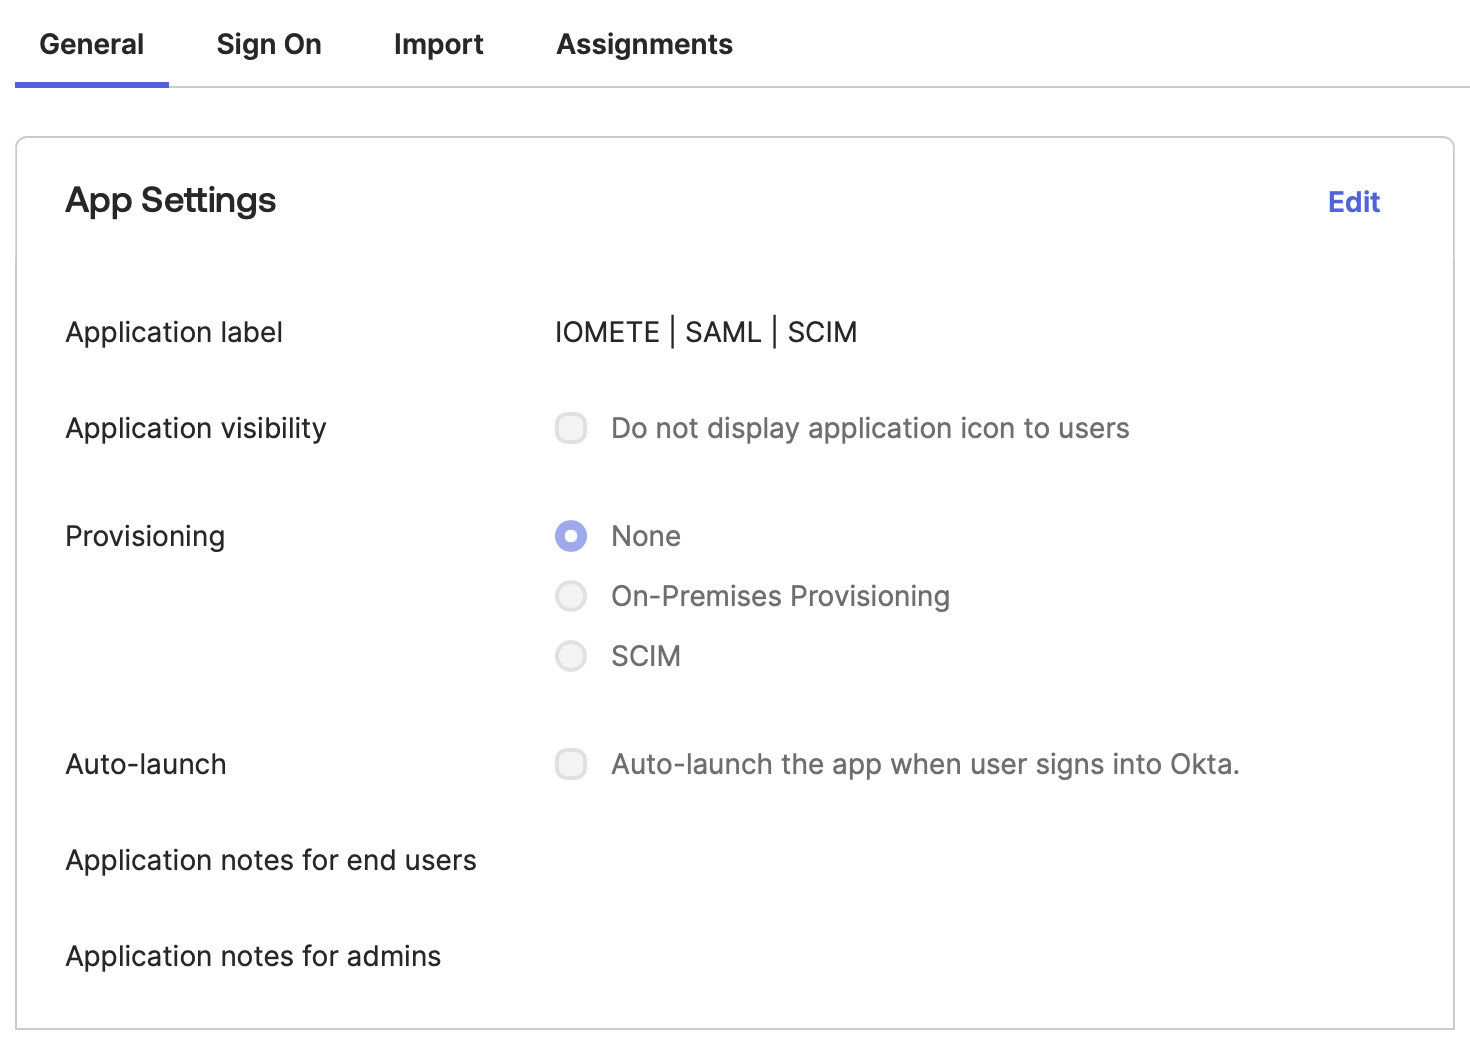 General Sign On Import Assignments
App Settings Edit
Application label IOMETE | SAML | SCIM
Application visibility Do not display application icon to users
Provisioning None
On-Premises Provisioning
SCIM
Auto-launch Auto-launch the app when user signs into Okta.
Application notes for end users
Application notes for admins